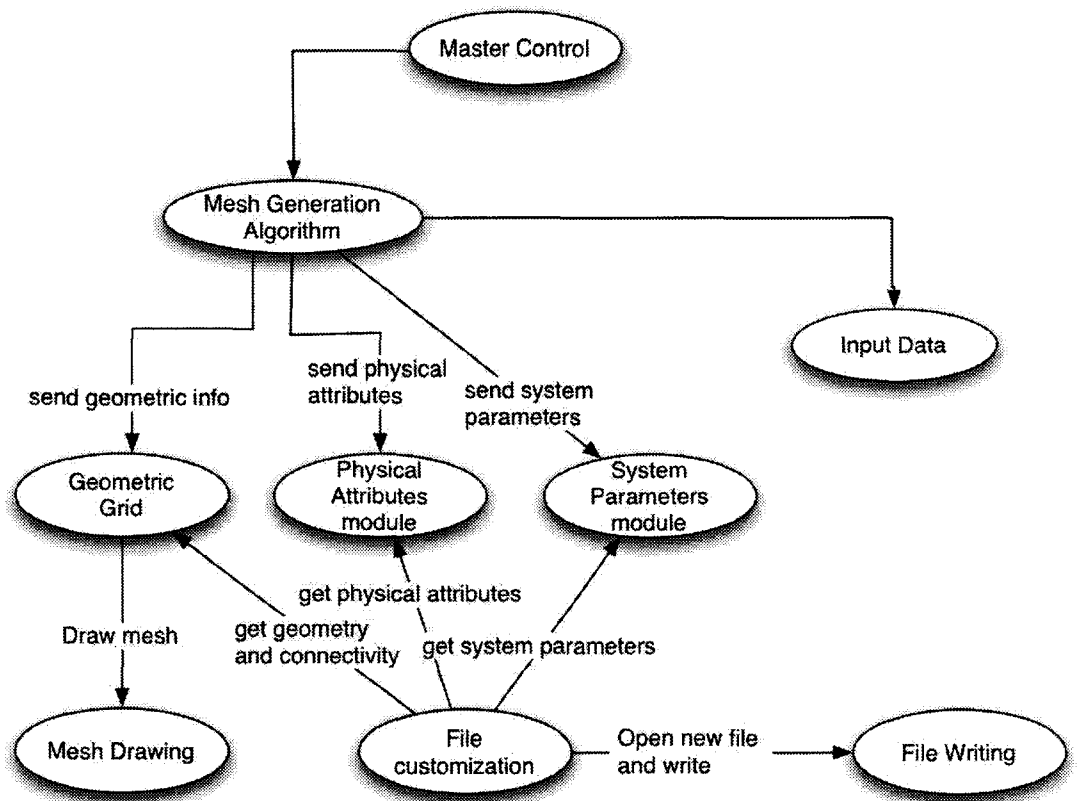 Master Control
Mesh Generation
Algorithm
Input Data
send physical
attributes
send geometric info
send system
parameters
Geometric
Grid
Physical
Attributes
module
System
Parameters
module
get physical attributes
Draw mesh
get geometry
and connectivity
get system parameters
Mesh Drawing
File
customization
Open new file
and write
File Writing